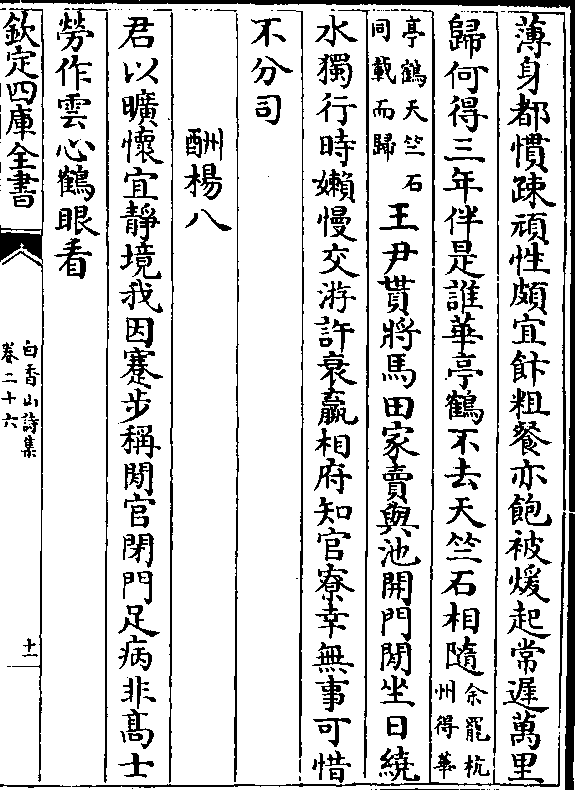 薄身都慣疎頑性頗宜飰粗餐亦飽被煖起常遲萬里
歸何得三年伴是誰華亭鶴不去天竺石相隨余罷杭州得華
亭鶴天竺石同載而歸王尹貰將馬田家賣與池開門閒坐日繞
水獨行時嬾慢交游許衰羸相府知官寮幸無事可惜
不分司
酬楊八
君以曠懷宜靜境我因蹇步稱閒官閉門足病非髙士
勞作雲心鶴眼看
欽定四庫全書
白香山詩集
卷二十六
十一